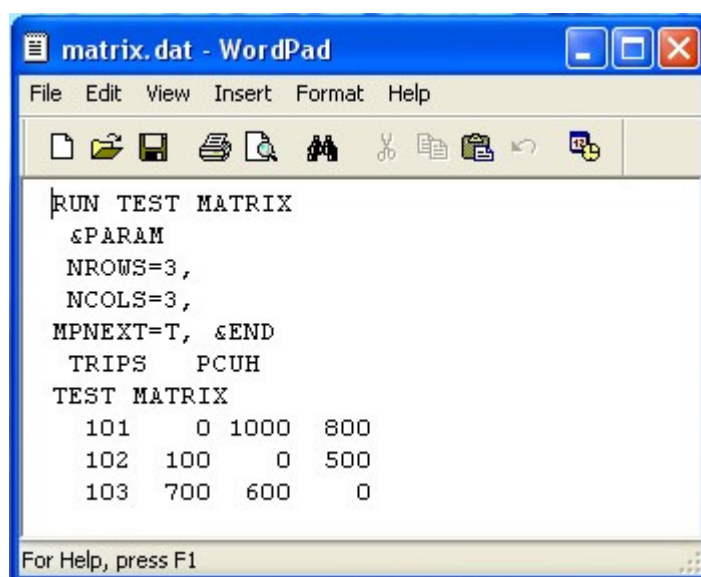 matrix.dat - WordPad
File Edit View Insert Format Help
RUN TEST MATRIX
&PARAM
NROWS=3,
NCOLS=3,
MPNEXT=T, &END
TRIPS PCUH
TEST MATRIX
101 0 1000 800
102 100 0 500
103 700 600 0
For Help, press F1